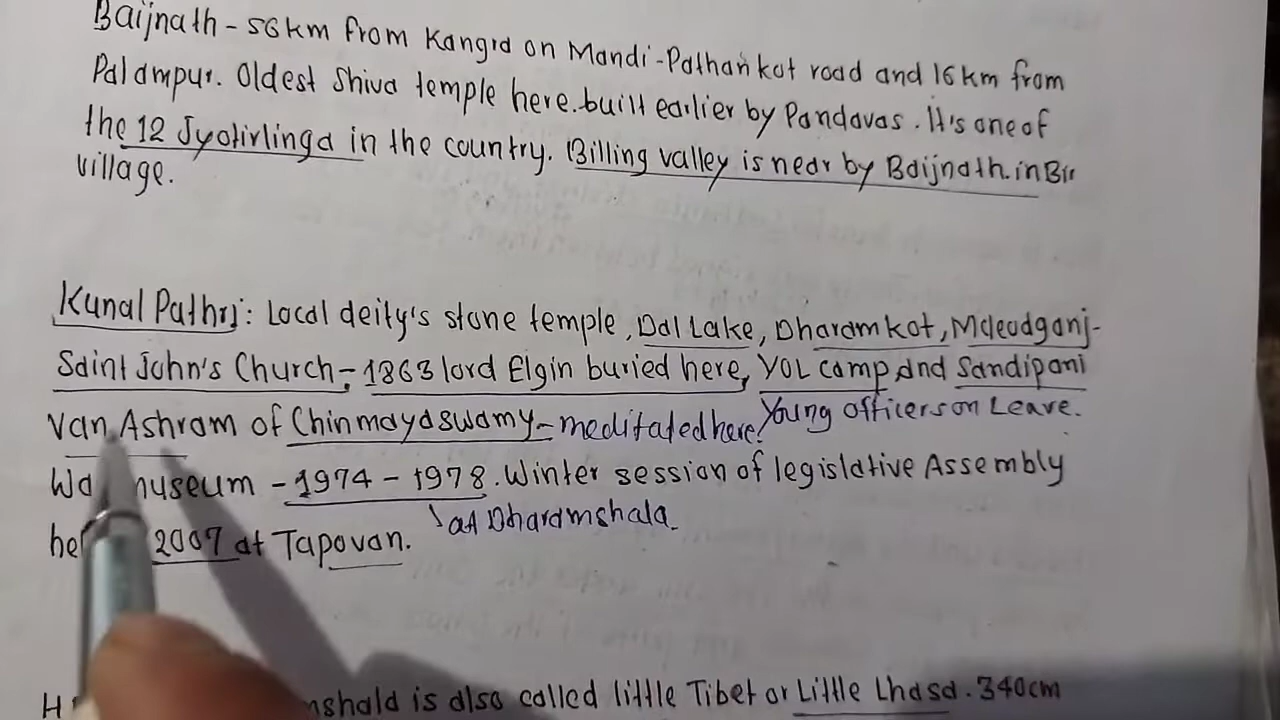 Baijnath - 56km from Kangra on Mandi-Pathankot road and 16km from
Palampur. Oldest Shiva temple here. built earlier by Pandavas. It's one of
the 12 Jyotirlinga in the country. Billing valley is near by Baijnath in Bir
village.
Kunal Pathri: Local deity's stone temple, Dal Lake, Dharamkot, Mcleodganj-
Saint John's Church - 1863 lord Elgin buried here, YOL camp and Sandipani
Van Ashram of Chinmayaswamy - meditated here. Young officers on Leave.
museum - 1974 - 1978. Winter session of legislative Assembly
2007 at Tapovan. at Dharamshala
is also called little Tibet or Little Lhasa. 340cm